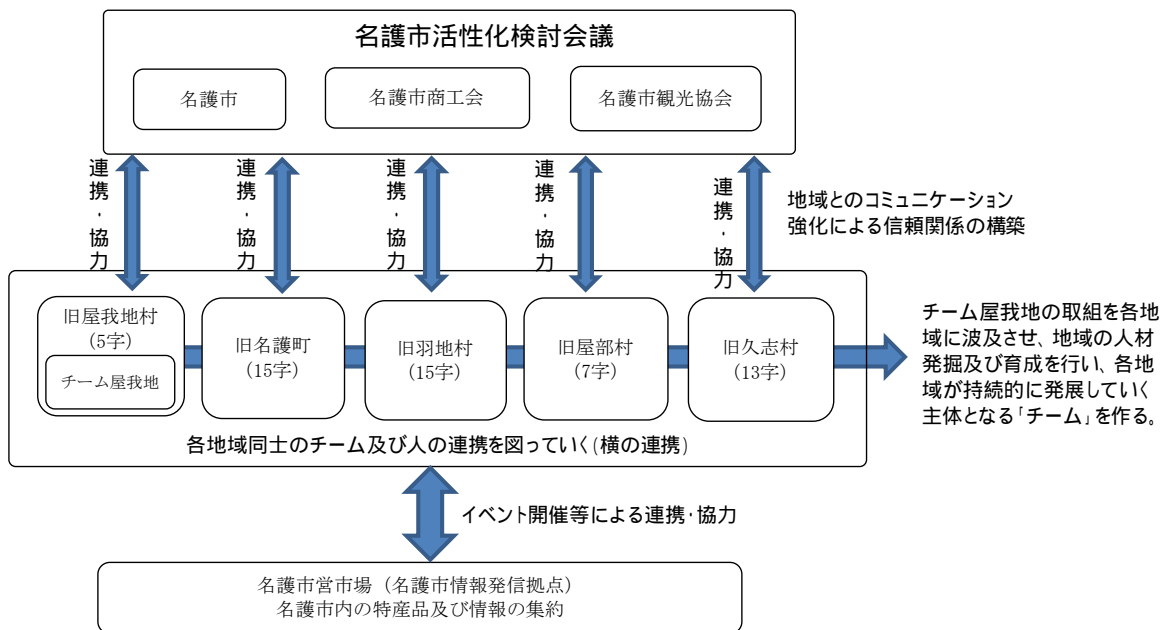 名護市活性化検討会議
名護市
名護市商工会
名護市観光協会
連携・協力
連携・協力
連携・協力
連携・協力
連携・協力
地域とのコミュニケーション
強化による信頼関係の構築
旧屋我地村
(5字)
チーム屋我地
旧名護町
(15字)
旧羽地村
(15字)
旧屋部村
(7字)
旧久志村
(13字)
チーム屋我地の取組を各地
域に波及させ、地域の人材
発掘及び育成を行い、各地
域が持続的に発展していく
主体となる「チーム」を作る。
各地域同士のチーム及び人の連携を図っていく(横の連携)
イベント開催等による連携・協力
名護市営市場（名護市情報発信拠点）
名護市内の特産品及び情報の集約